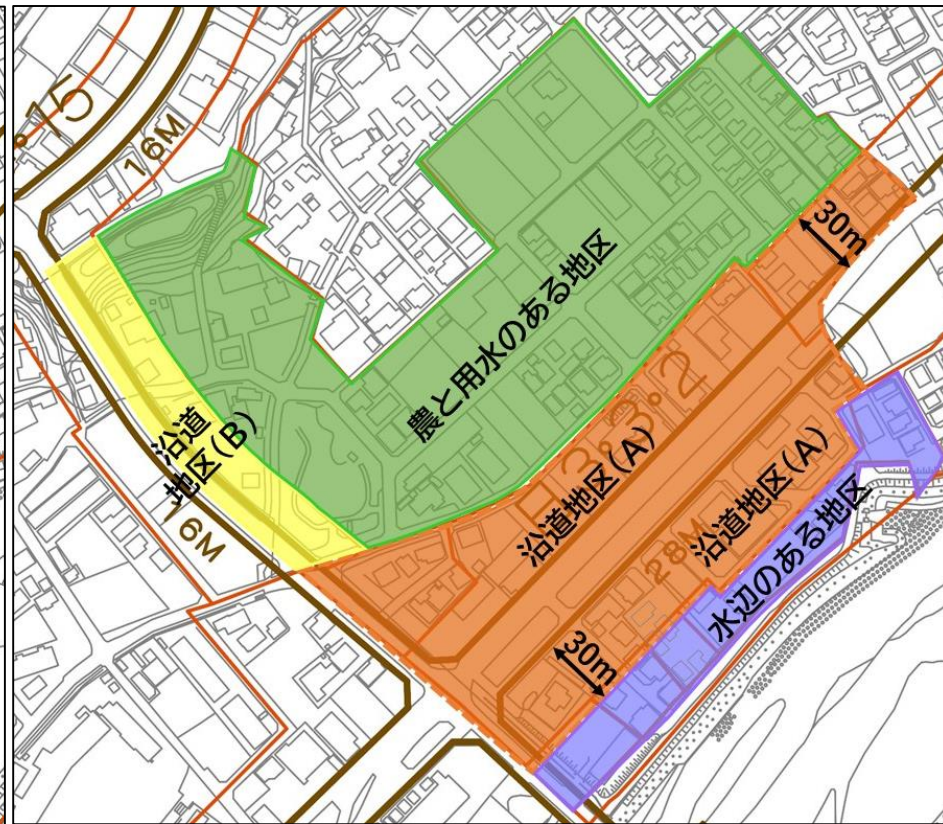 ・15
16M
30m
農と用水のある地区
沿道
地区(B)
16M
3・3・2
沿道地区(A)
沿道地区(A)
28M
水辺のある地区
30m